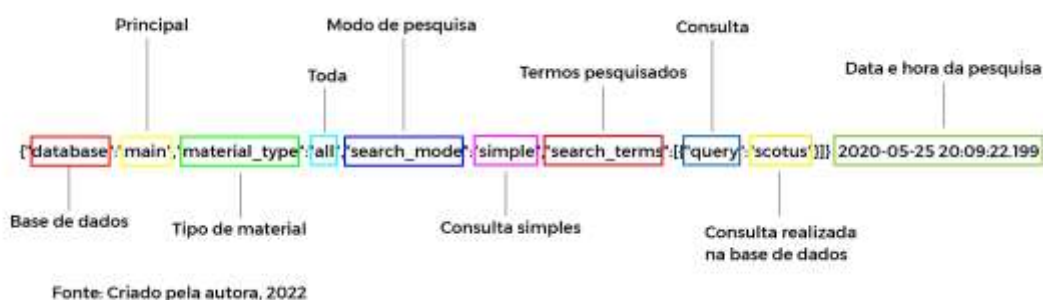 Principal
Modo de pesquisa
Consulta
Toda
Termos pesquisados
Data e hora da pesquisa
{"database":"main","material_type":"all","search_mode":"simple","search_terms":[{"query":"scotus"}]} 2020-05-25 20:09:22.199
Base de dados
Tipo de material
Consulta simples
Consulta realizada
na base de dados
Fonte: Criado pela autora, 2022